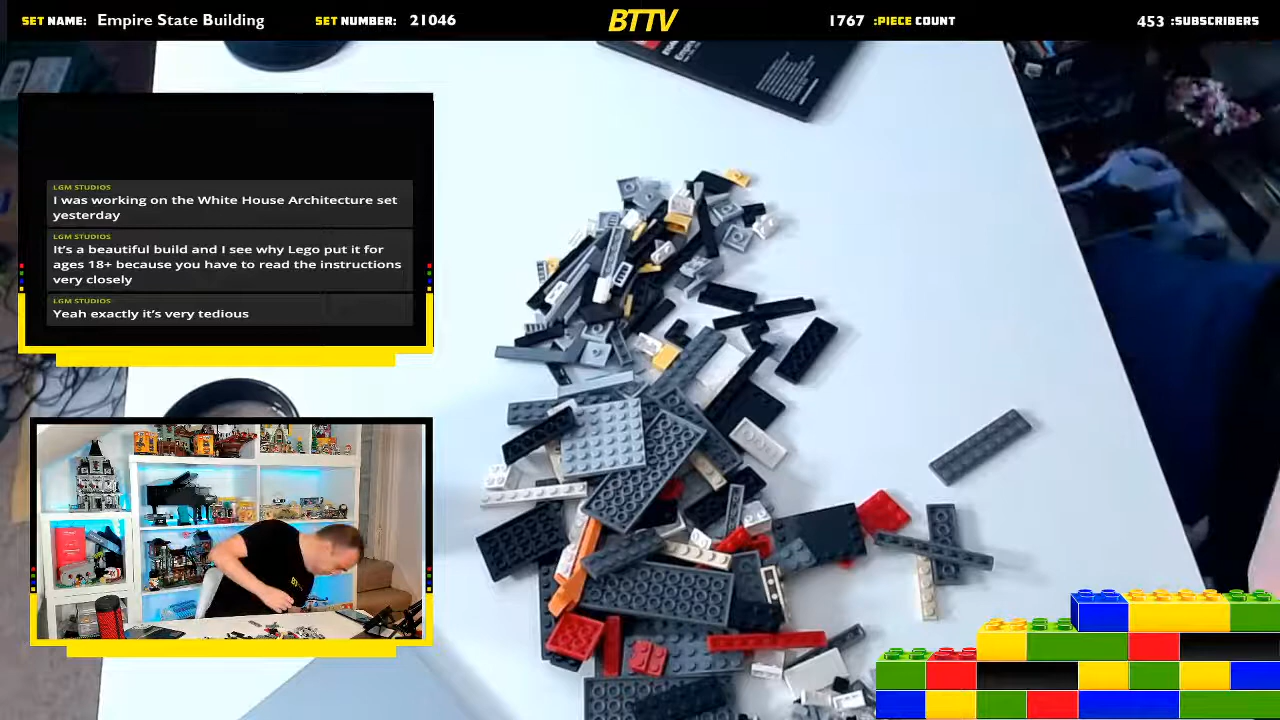 SET NAME: Empire State Building SET NUMBER: 21046 BTTV 1767 :PIECE COUNT 453 :SUBSCRIBERS
LGM STUDIOS
I was working on the White House Architecture set
yesterday
LGM STUDIOS
It's a beautiful build and I see why Lego put it for
ages 18+ because you have to read the instructions
very closely
LGM STUDIOS
Yeah exactly it's very tedious